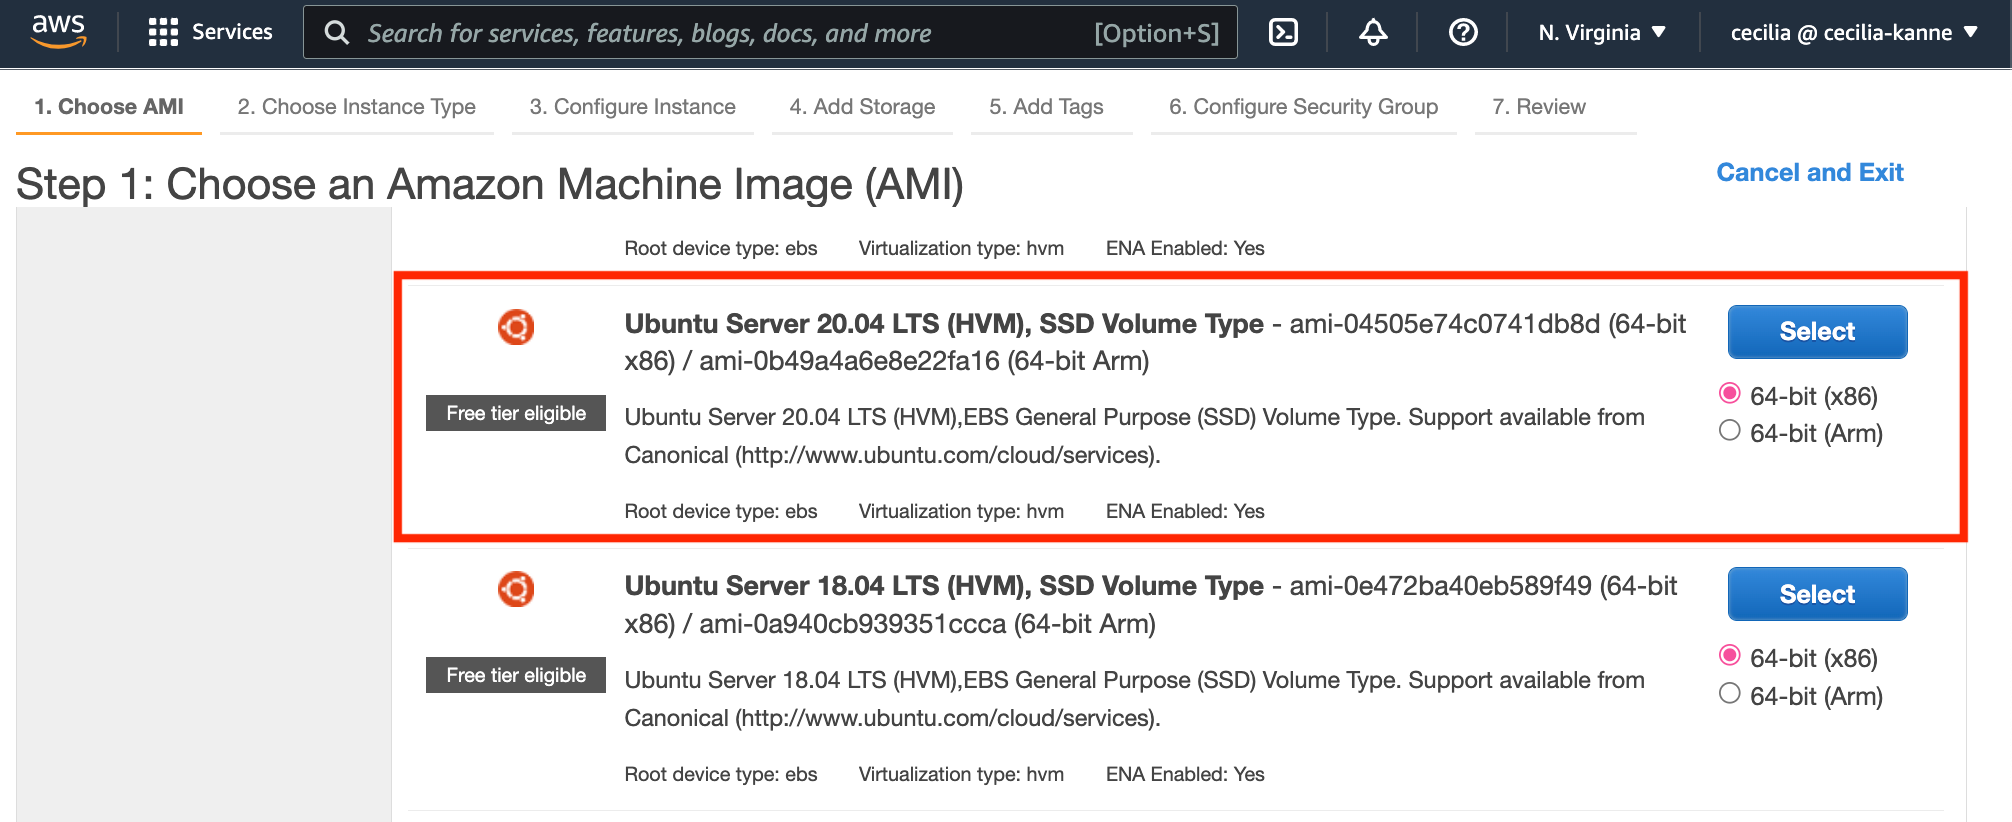 aws Services Search for services, features, blogs, docs, and more [Option+S] N. Virginia cecilia @ cecilia-kanne
1. Choose AMI 2. Choose Instance Type 3. Configure Instance 4. Add Storage 5. Add Tags 6. Configure Security Group 7. Review
Step 1: Choose an Amazon Machine Image (AMI) Cancel and Exit
Root device type: ebs Virtualization type: hvm ENA Enabled: Yes
Ubuntu Server 20.04 LTS (HVM), SSD Volume Type - ami-04505e74c0741db8d (64-bit
x86) / ami-0b49a4a6e8e22fa16 (64-bit Arm)
Select
64-bit (x86)
64-bit (Arm)
Free tier eligible
Ubuntu Server 20.04 LTS (HVM),EBS General Purpose (SSD) Volume Type. Support available from
Canonical (http://www.ubuntu.com/cloud/services).
Root device type: ebs Virtualization type: hvm ENA Enabled: Yes
Ubuntu Server 18.04 LTS (HVM), SSD Volume Type - ami-0e472ba40eb589f49 (64-bit
x86) / ami-0a940cb939351ccca (64-bit Arm)
Select
64-bit (x86)
64-bit (Arm)
Free tier eligible
Ubuntu Server 18.04 LTS (HVM),EBS General Purpose (SSD) Volume Type. Support available from
Canonical (http://www.ubuntu.com/cloud/services).
Root device type: ebs Virtualization type: hvm ENA Enabled: Yes